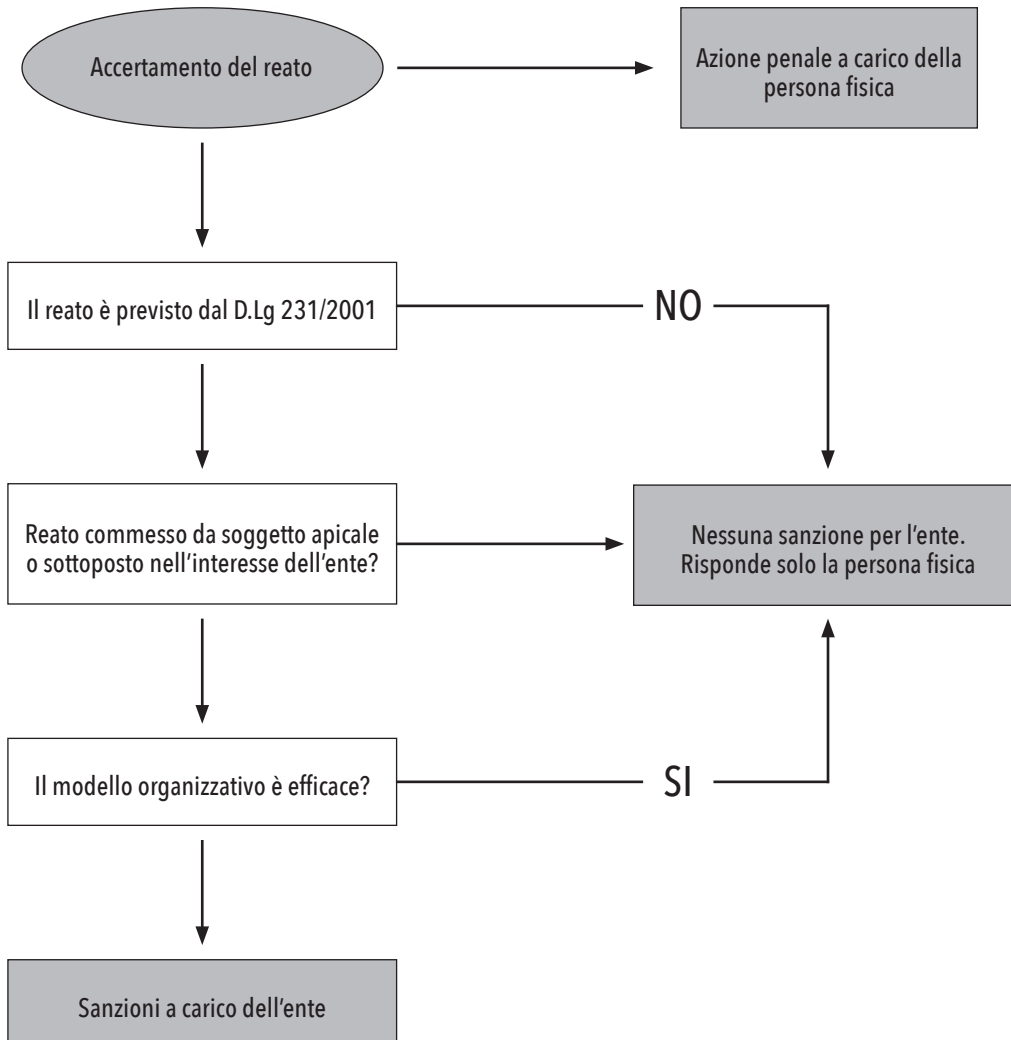 Accertamento del reato
Azione penale a carico della
persona fisica
Il reato è previsto dal D.Lg 231/2001
NO
Reato commesso da soggetto apicale
o sottoposto nell'interesse dell'ente?
Nessuna sanzione per l'ente.
Risponde solo la persona fisica
Il modello organizzativo è efficace?
SI
Sanzioni a carico dell'ente